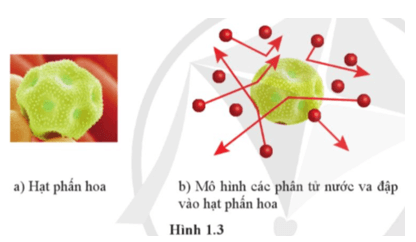 a) Hạt phấn hoa
b) Mô hình các phân tử nước va đập
vào hạt phấn hoa
Hình 1.3